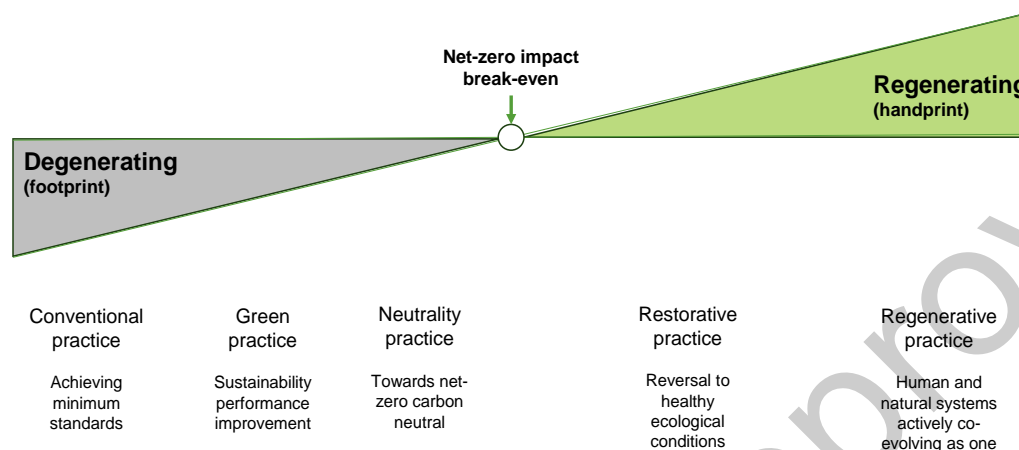 Net-zero impact
break-even
Regenerating
(handprint)
Degenerating
(footprint)
Conventional
practice
Achieving
minimum
standards
Green
practice
Sustainability
performance
improvement
Neutrality
practice
Towards net-
zero carbon
neutral
Restorative
practice
Reversal to
healthy
ecological
conditions
Regenerative
practice
Human and
natural systems
actively co-
evolving as one